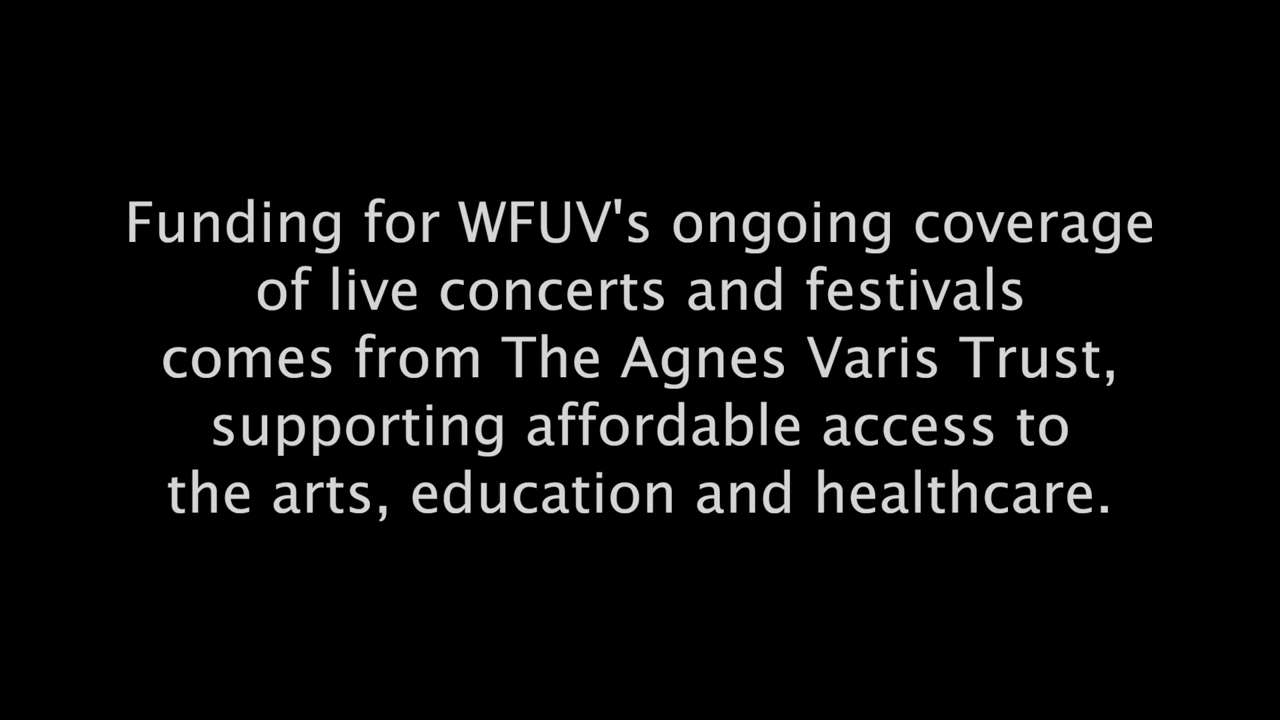 Funding for WFUV's ongoing coverage
of live concerts and festivals
comes from The Agnes Varis Trust,
supporting affordable access to
the arts, education and healthcare.